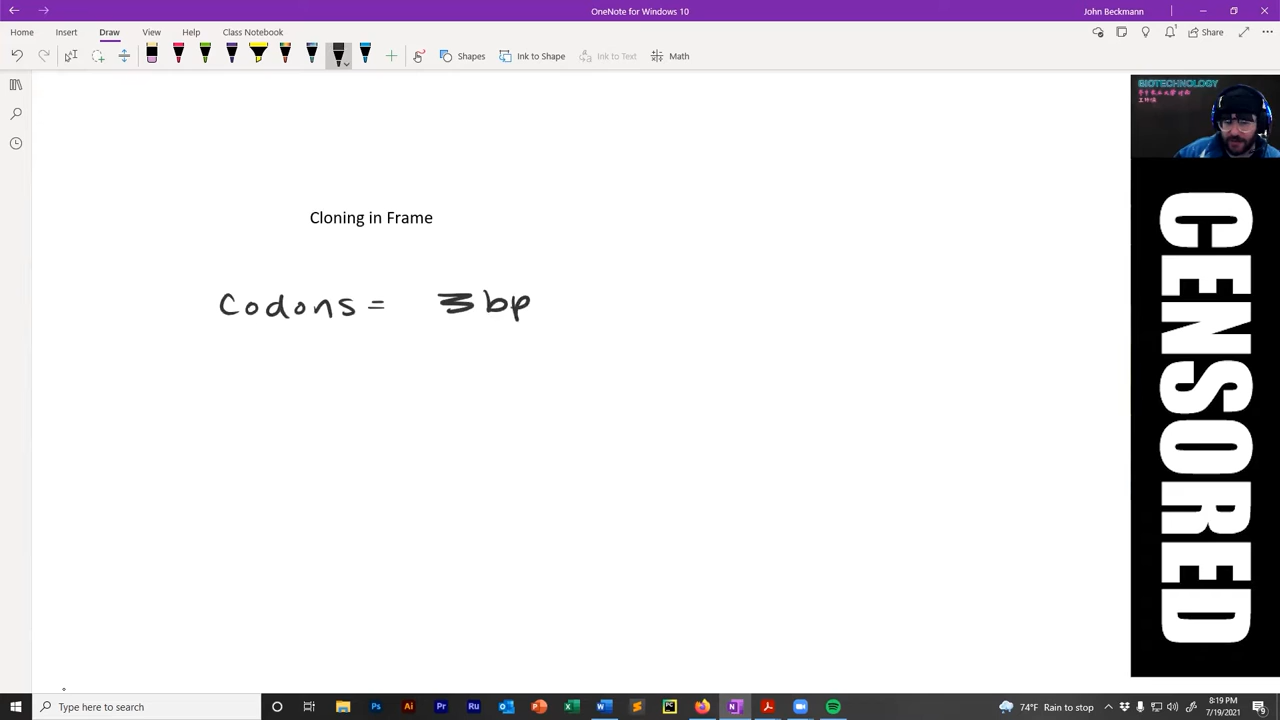 OneNote for Windows 10
John Beckmann
Home
Insert
Draw
View
Help
Class Notebook
Share
Shapes
Ink to Shape
Ink to Text
Math
BIOTECHNOLOGY
Cloning in Frame
Codons = 3 bp
CENSORED
Type here to search
74°F Rain to stop
8:19 PM
7/19/2021